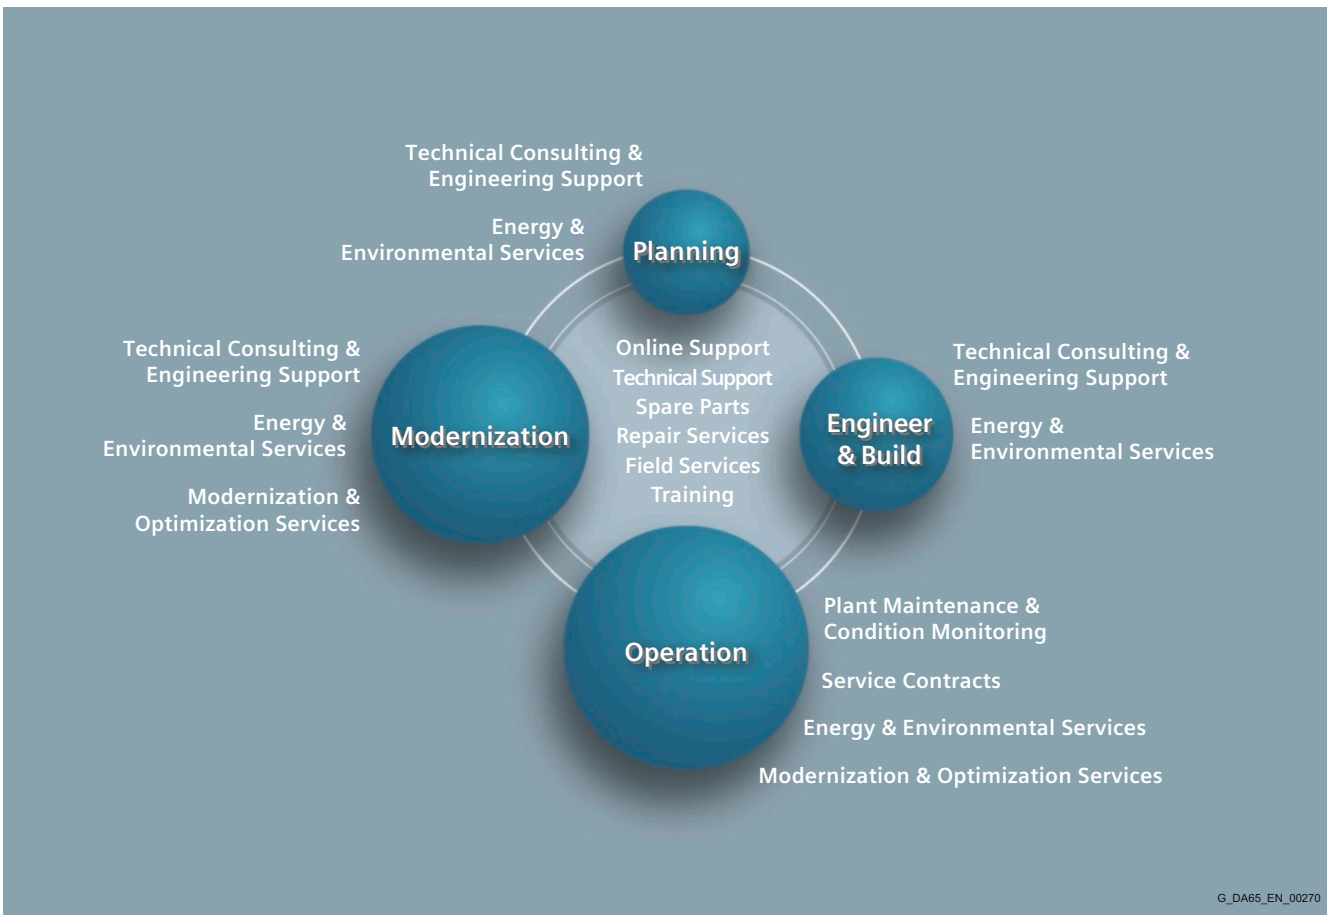 Technical Consulting &
Engineering Support
Energy &
Environmental Services
Planning
Technical Consulting &
Engineering Support
Energy &
Environmental Services
Modernization &
Optimization Services
Modernization
Online Support
Technical Support
Spare Parts
Repair Services
Field Services
Training
Engineer
& Build
Technical Consulting &
Engineering Support
Energy &
Environmental Services
Operation
Plant Maintenance &
Condition Monitoring
Service Contracts
Energy & Environmental Services
Modernization & Optimization Services
G_DA65_EN_00270